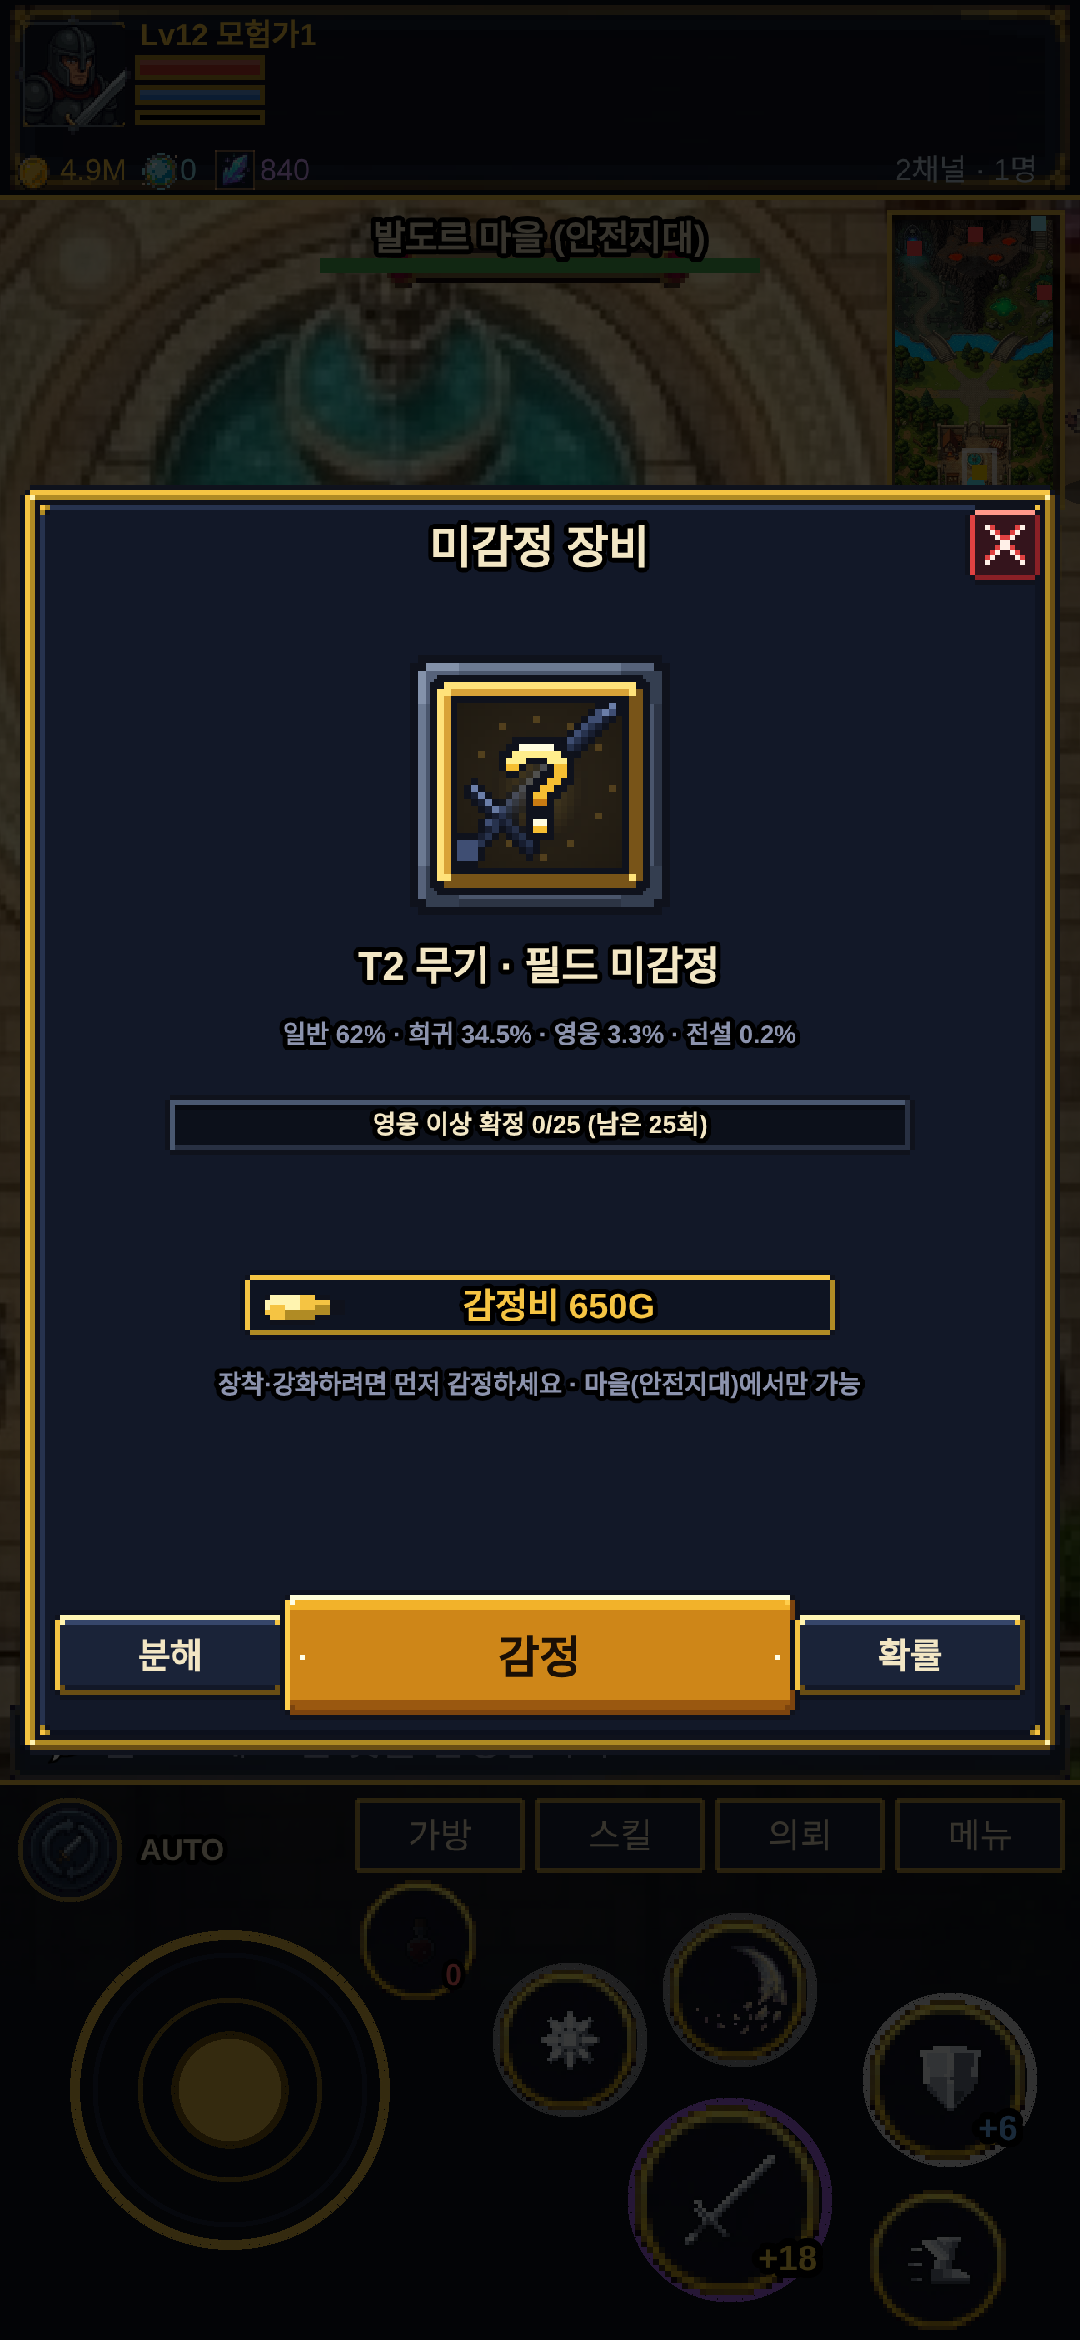 Lv12 모험가1
4.9M 0 840 2채널 · 1명
발도르 마을 (안전지대)
미감정 장비
?
T2 무기 · 필드 미감정
일반 62% · 희귀 34.5% · 영웅 3.3% · 전설 0.2%
영웅 이상 확정 0/25 (남은 25회)
감정비 650G
장착·강화하려면 먼저 감정하세요 · 마을(안전지대)에서만 가능
분해 감정 확률
AUTO 가방 스킬 의뢰 메뉴
0
+6
+18